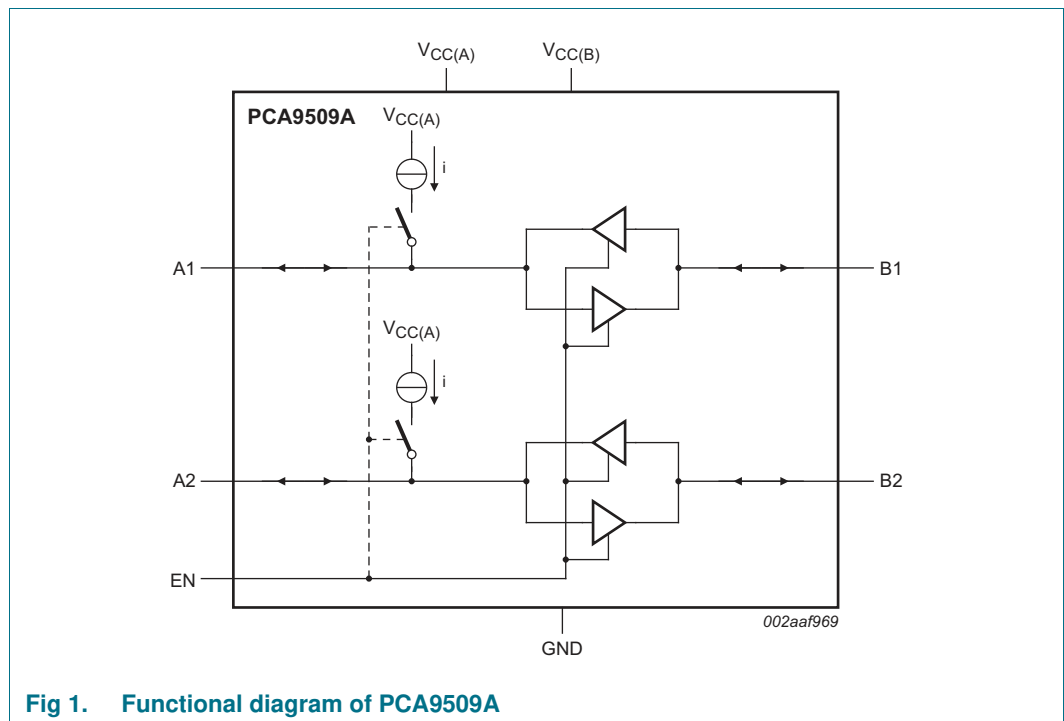 VCC(A) VCC(B)
PCA9509A
VCC(A)
i
A1
B1
VCC(A)
i
A2
B2
EN
002aaf969
GND
Fig 1. Functional diagram of PCA9509A